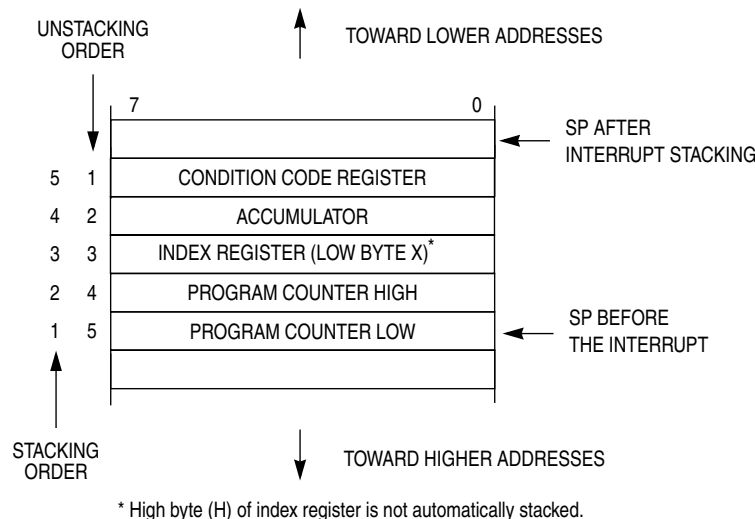 UNSTACKING
ORDER
TOWARD LOWER ADDRESSES
7 0
SP AFTER
INTERRUPT STACKING
5 1 CONDITION CODE REGISTER
4 2 ACCUMULATOR
3 3 INDEX REGISTER (LOW BYTE X)*
2 4 PROGRAM COUNTER HIGH
1 5 PROGRAM COUNTER LOW
SP BEFORE
THE INTERRUPT
STACKING
ORDER
TOWARD HIGHER ADDRESSES
* High byte (H) of index register is not automatically stacked.